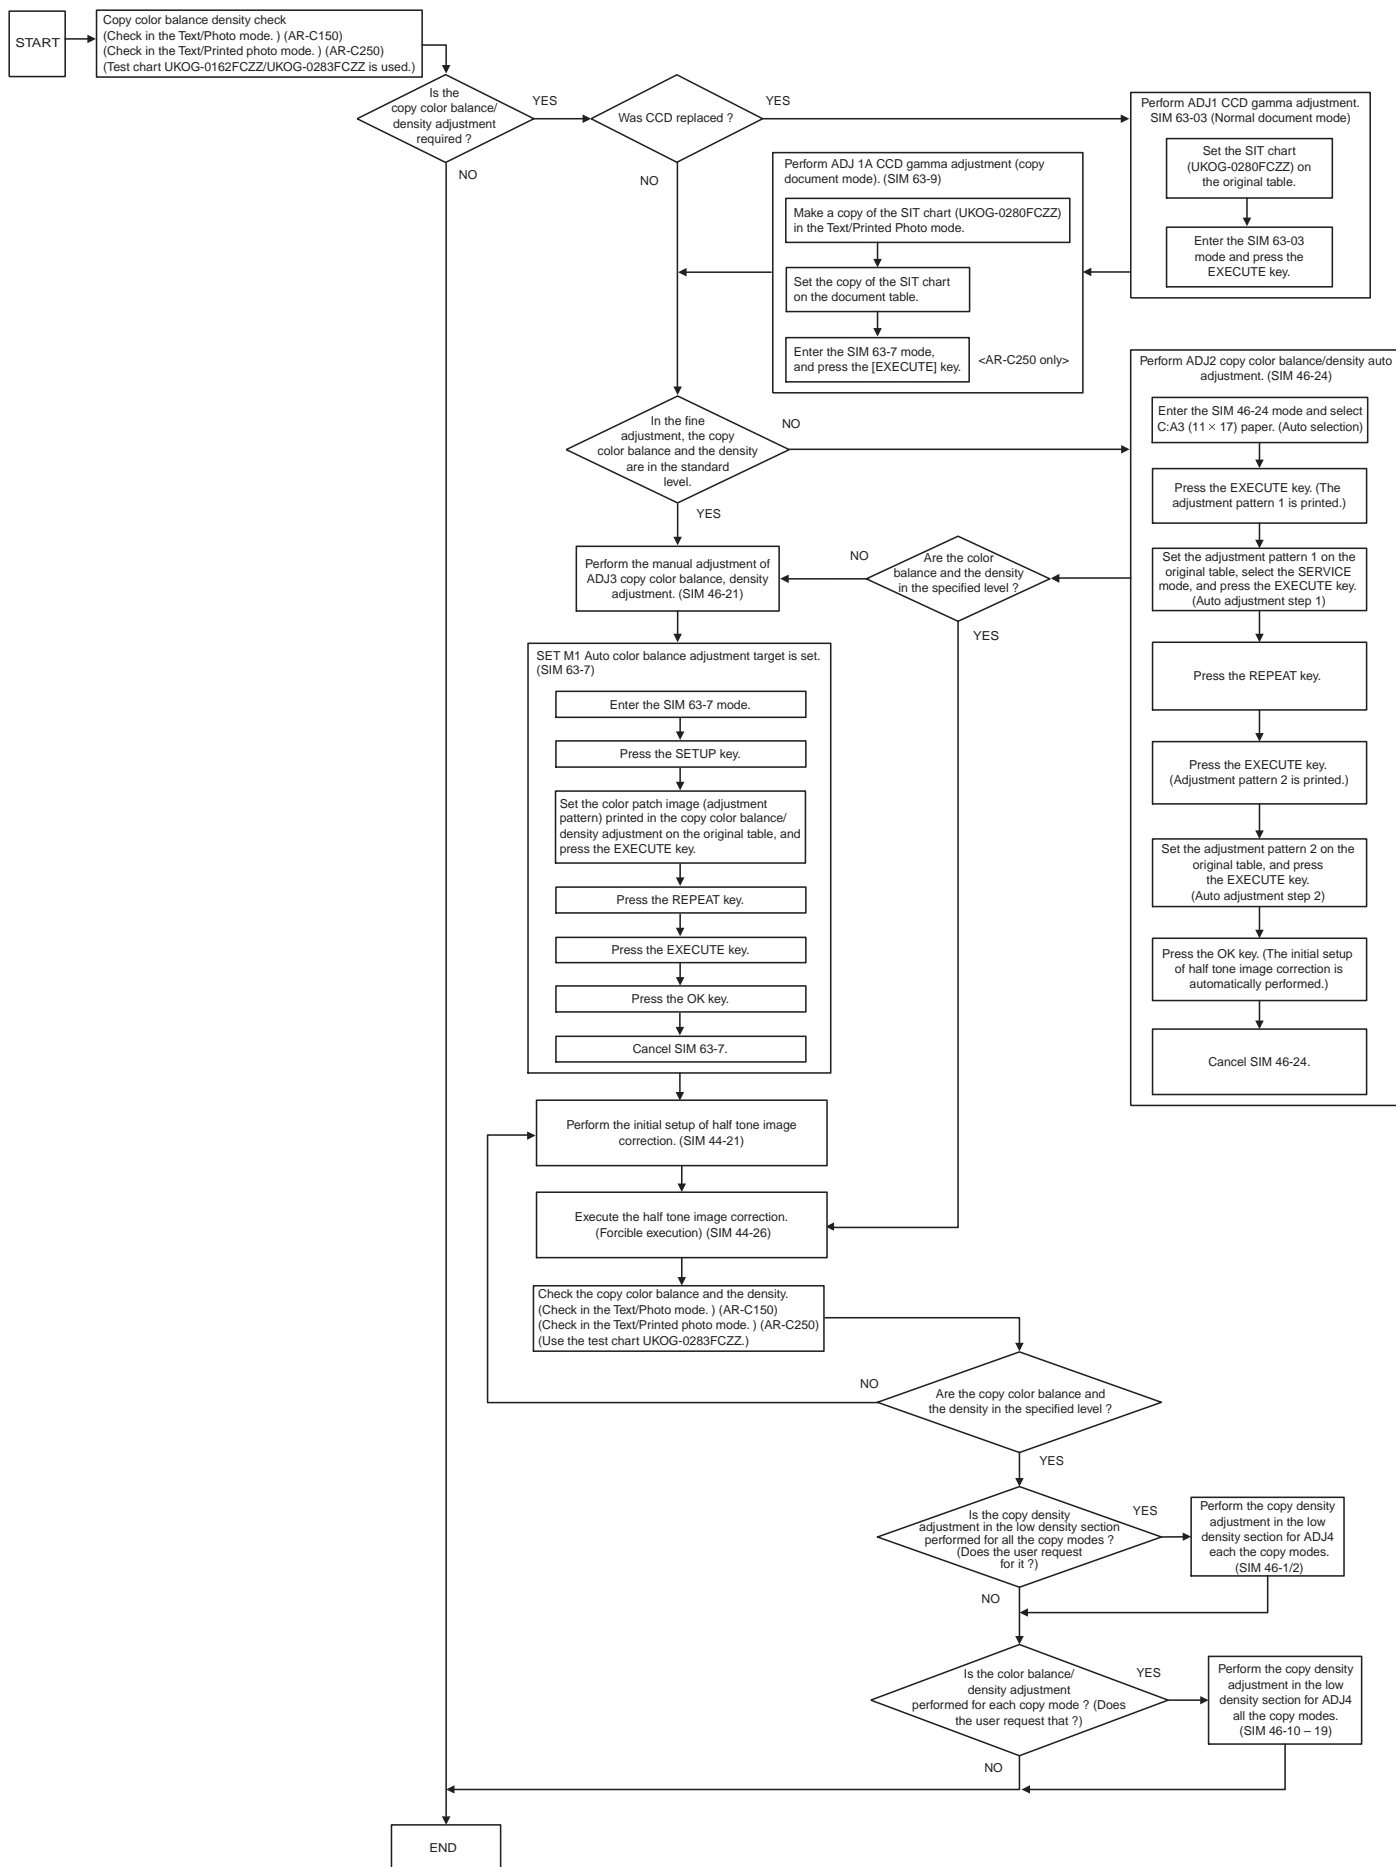 START
Copy color balance density check
(Check in the Text/Photo mode. ) (AR-C150)
(Check in the Text/Printed photo mode. ) (AR-C250)
(Test chart UKOG-0162FCZZ/UKOG-0283FCZZ is used.)
Is the
copy color balance/
density adjustment
required ?
YES
NO
Was CCD replaced ?
YES
NO
Perform ADJ1 CCD gamma adjustment.
SIM 63-03 (Normal document mode)
Set the SIT chart
(UKOG-0280FCZZ) on
the original table.
Enter the SIM 63-03
mode and press the
EXECUTE key.
Perform ADJ 1A CCD gamma adjustment (copy
document mode). (SIM 63-9)
Make a copy of the SIT chart (UKOG-0280FCZZ)
in the Text/Printed Photo mode.
Set the copy of the SIT chart
on the document table.
Enter the SIM 63-7 mode,
and press the [EXECUTE] key.
<AR-C250 only>
In the fine
adjustment, the copy
color balance and the density
are in the standard
level.
NO
YES
Perform ADJ2 copy color balance/density auto
adjustment. (SIM 46-24)
Enter the SIM 46-24 mode and select
C:A3 (11 × 17) paper. (Auto selection)
Press the EXECUTE key. (The
adjustment pattern 1 is printed.)
Set the adjustment pattern 1 on the
original table, select the SERVICE
mode, and press the EXECUTE key.
(Auto adjustment step 1)
Press the REPEAT key.
Press the EXECUTE key.
(Adjustment pattern 2 is printed.)
Set the adjustment pattern 2 on the
original table, and press
the EXECUTE key.
(Auto adjustment step 2)
Press the OK key. (The initial setup
of half tone image correction is
automatically performed.)
Cancel SIM 46-24.
Are the color
balance and the density
in the specified level ?
NO
YES
Perform the manual adjustment of
ADJ3 copy color balance, density
adjustment. (SIM 46-21)
SET M1 Auto color balance adjustment target is set.
(SIM 63-7)
Enter the SIM 63-7 mode.
Press the SETUP key.
Set the color patch image (adjustment
pattern) printed in the copy color balance/
density adjustment on the original table, and
press the EXECUTE key.
Press the REPEAT key.
Press the EXECUTE key.
Press the OK key.
Cancel SIM 63-7.
Perform the initial setup of half tone image
correction. (SIM 44-21)
Execute the half tone image correction.
(Forcible execution) (SIM 44-26)
Check the copy color balance and the density.
(Check in the Text/Photo mode. ) (AR-C150)
(Check in the Text/Printed photo mode. ) (AR-C250)
(Use the test chart UKOG-0283FCZZ.)
Are the copy color balance and
the density in the specified level ?
NO
YES
Is the copy density
adjustment in the low density section
performed for all the copy modes ?
(Does the user request
for it ?)
YES
NO
Perform the copy density
adjustment in the low
density section for ADJ4
each the copy modes.
(SIM 46-1/2)
Is the color balance/
density adjustment
performed for each copy mode ? (Does
the user request that ?)
YES
NO
Perform the copy density
adjustment in the low
density section for ADJ4
all the copy modes.
(SIM 46-10 – 19)
END